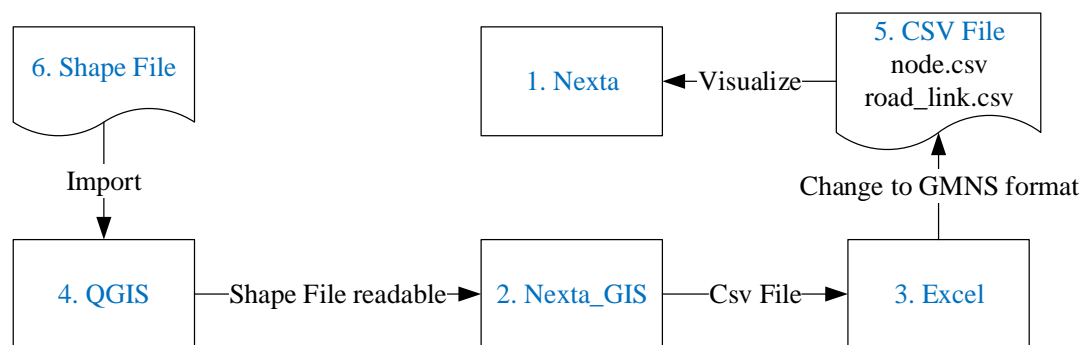 6. Shape File
1. Nexta
Visualize
5. CSV File
node.csv
road_link.csv
Import
Change to GMNS format
4. QGIS
Shape File readable
2. Nexta_GIS
Csv File
3. Excel